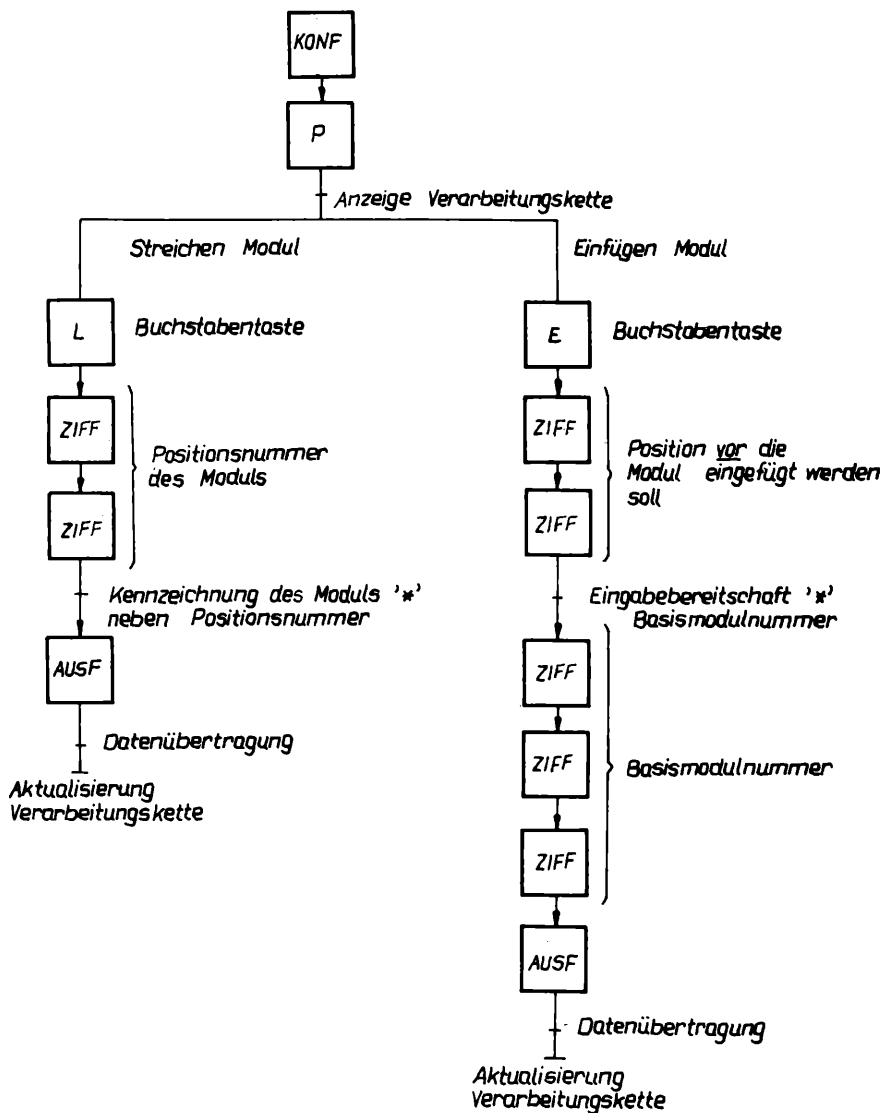 KONF
P
Anzeige Verarbeitungskette
Streichen Modul
Einfügen Modul
L
Buchstabentaste
ZIFF
ZIFF
Positionsnummer
des Moduls
Kennzeichnung des Moduls '*'
neben Positionsnummer
AUSF
Datenübertragung
Aktualisierung
Verarbeitungskette
E
Buchstabentaste
ZIFF
ZIFF
Position vor die
Modul eingefügt werden
soll
Eingabebereitschaft '*'
Basismodulnummer
ZIFF
ZIFF
ZIFF
Basismodulnummer
AUSF
Datenübertragung
Aktualisierung
Verarbeitungskette